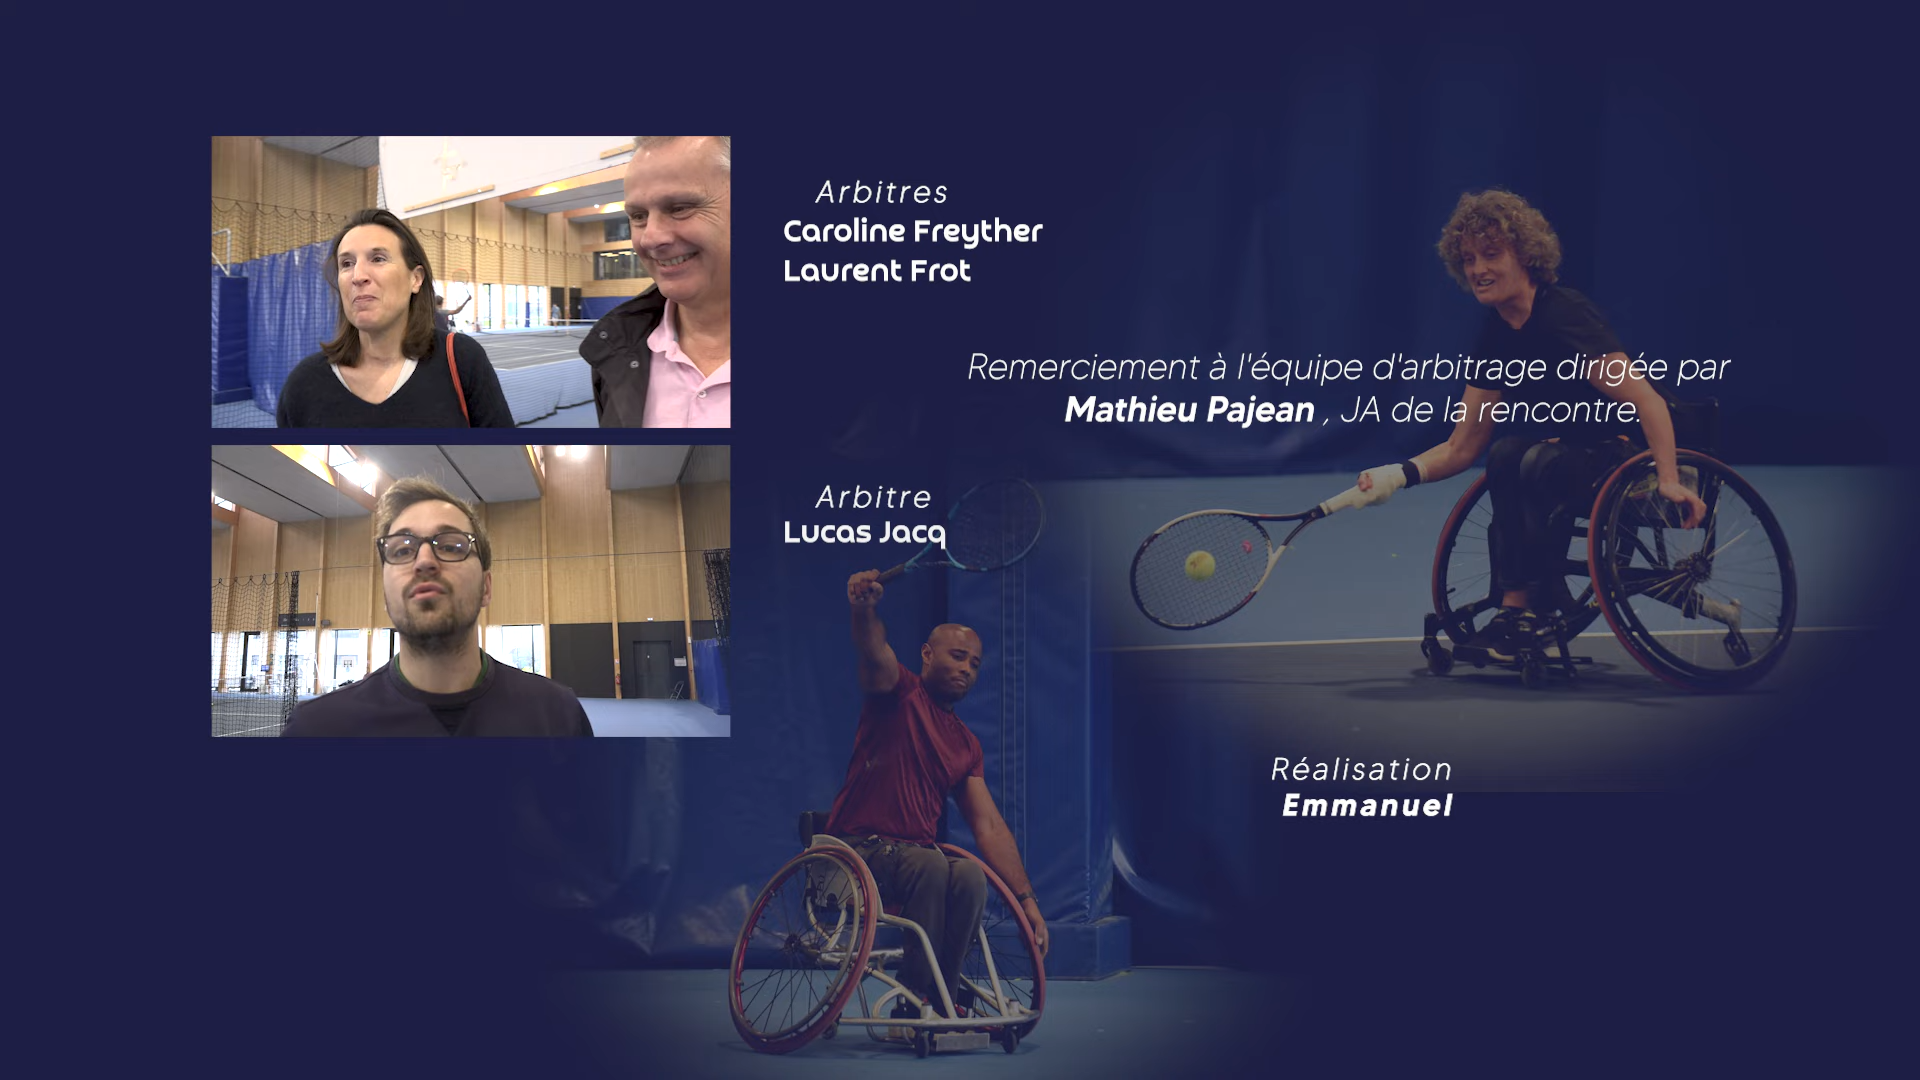 Arbitres
Caroline Freyther
Laurent Frot
Remerciement à l'équipe d'arbitrage dirigée par
Mathieu Pajean , JA de la rencontre.
Arbitre
Lucas Jacq
Réalisation
Emmanuel